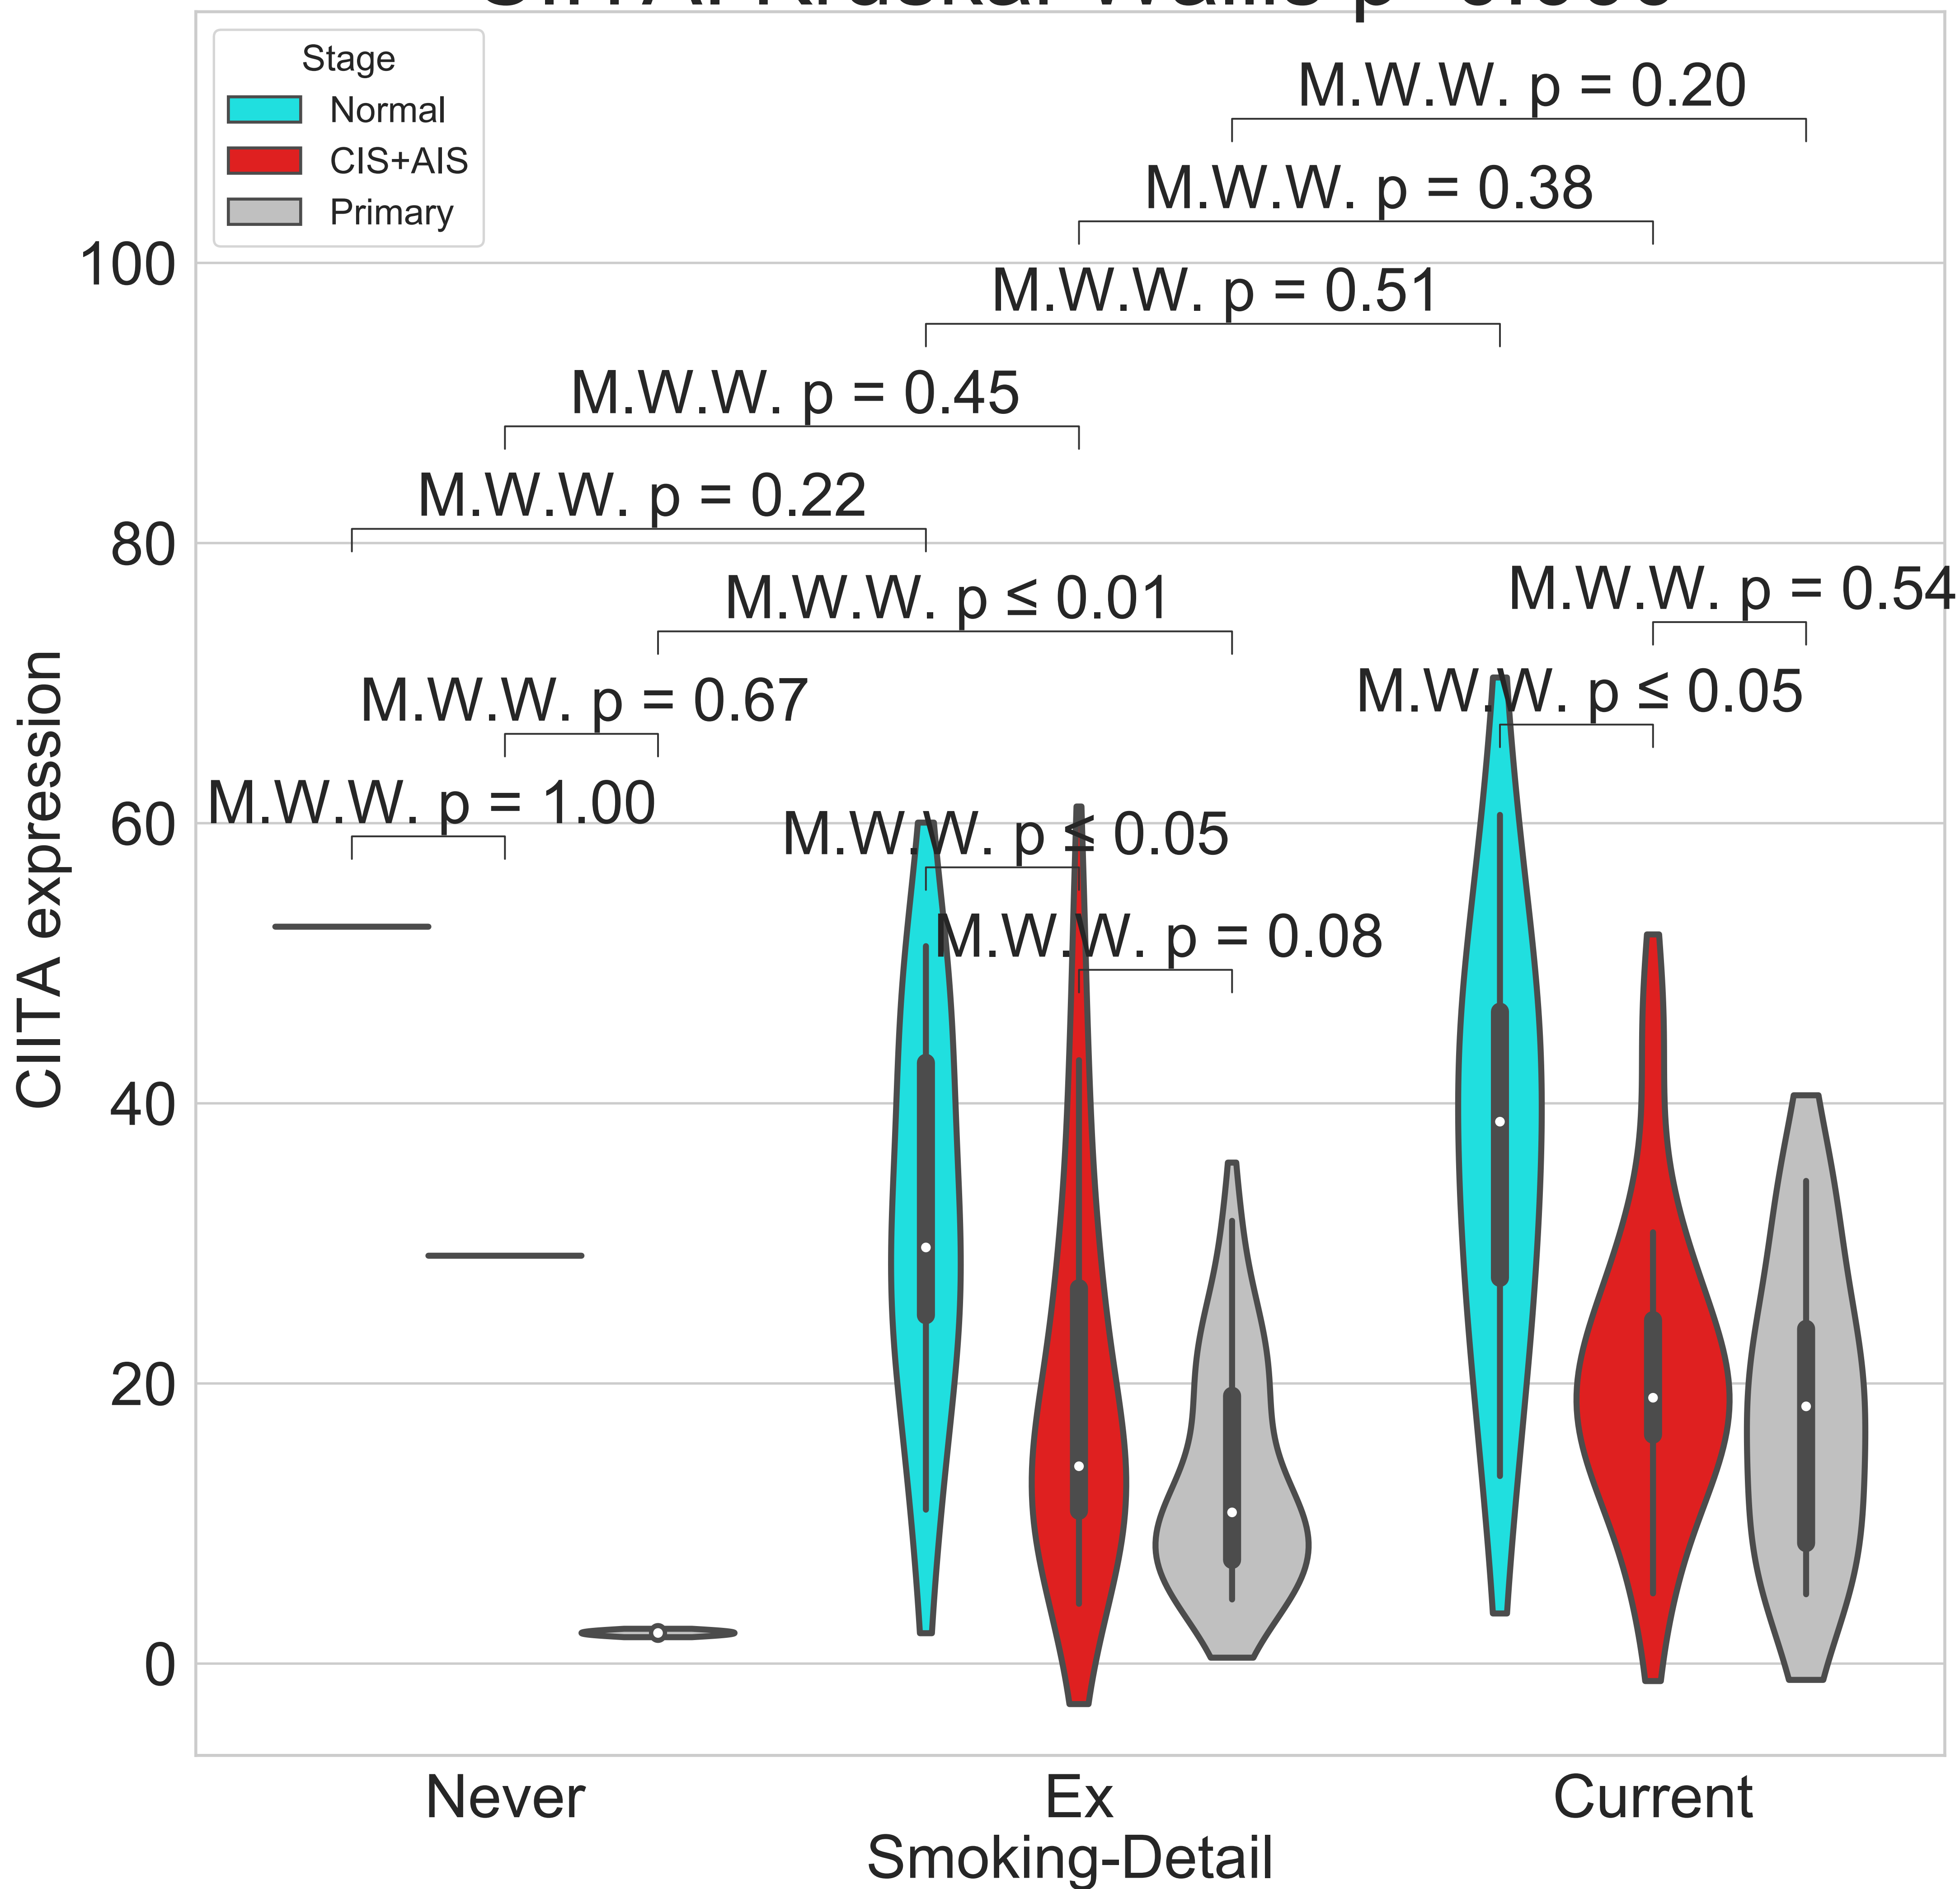 Stage
Normal
CIS+AIS
Primary
M.W.W. p = 0.20
M.W.W. p = 0.38
M.W.W. p = 0.51
M.W.W. p = 0.45
M.W.W. p = 0.22
M.W.W. p ≤ 0.01
M.W.W. p = 0.54
M.W.W. p = 0.67
M.W.W. p ≤ 0.05
M.W.W. p = 1.00
M.W.W. p ≤ 0.05
M.W.W. p = 0.08
100
80
60
40
20
0
CIITA expression
Never
Ex
Current
Smoking-Detail